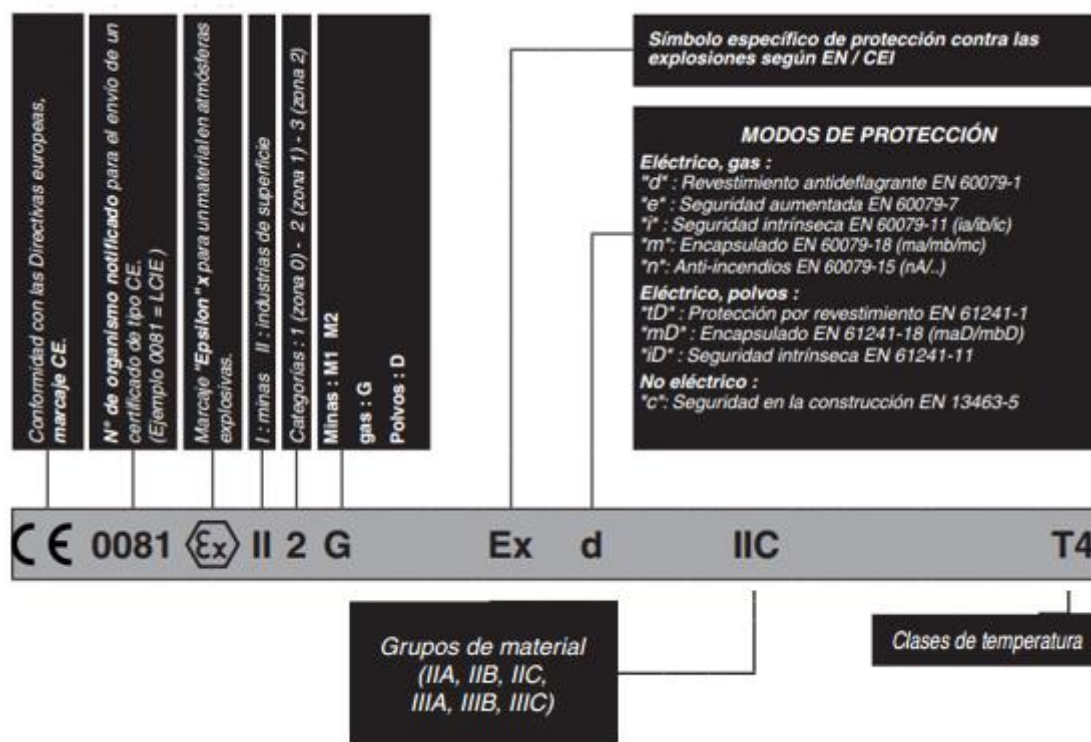 Conformidad con las Directivas europeas,
marcaje CE.
N° de organismo notificado para el envío de un
certificado de tipo CE.
(Ejemplo 0081 = LCIE )
Marcaje "Epsilon" x para un material en atmósferas
explosivas.
I : minas II : industrias de superficie
Categorías : 1 (zona 0) - 2 (zona 1) - 3 (zona 2)
Minas : M1 M2
gas : G
Polvos : D
Símbolo específico de protección contra las
explosiones según EN / CEI
MODOS DE PROTECCIÓN
Eléctrico, gas :
"d" : Revestimiento antideflagrante EN 60079-1
"e" : Seguridad aumentada EN 60079-7
"i" : Seguridad intrínseca EN 60079-11 (ia/ib/ic)
"m": Encapsulado EN 60079-18 (ma/mb/mc)
"n": Anti-incendios EN 60079-15 (nA/..)
Eléctrico, polvos :
"tD" : Protección por revestimiento EN 61241-1
"mD" : Encapsulado EN 61241-18 (maD/mbD)
"iD" : Seguridad intrínseca EN 61241-11
No eléctrico :
"c": Seguridad en la construcción EN 13463-5
CE 0081 Ex II 2 G Ex d IIC T4
Grupos de material
(IIA, IIB, IIC,
IIIA, IIIB, IIIC)
Clases de temperatura